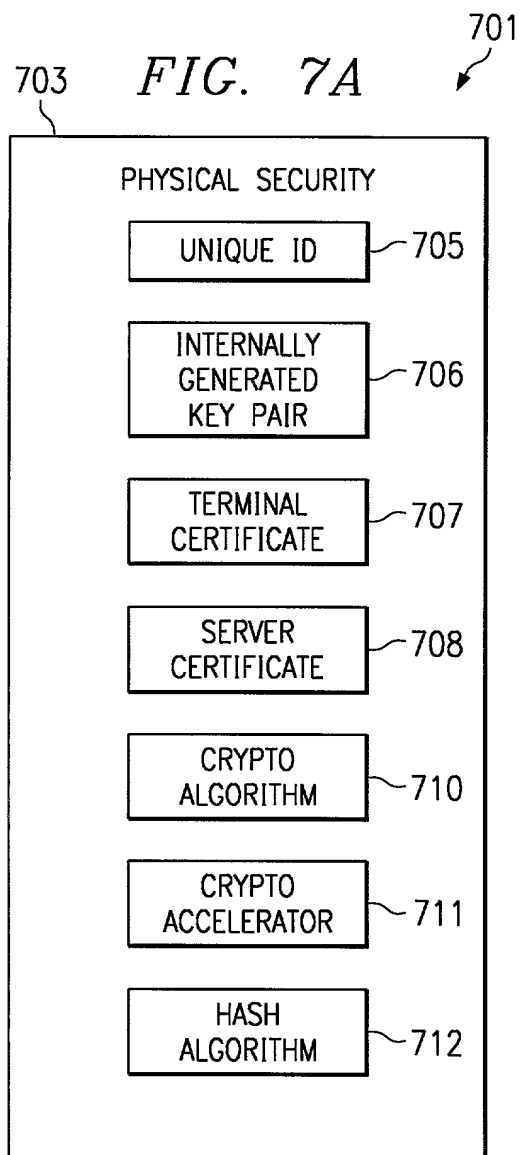 701
703
FIG. 7A
PHYSICAL SECURITY
UNIQUE ID
705
INTERNALLY
GENERATED
KEY PAIR
706
TERMINAL
CERTIFICATE
707
SERVER
CERTIFICATE
708
CRYPTO
ALGORITHM
710
CRYPTO
ACCELERATOR
711
HASH
ALGORITHM
712